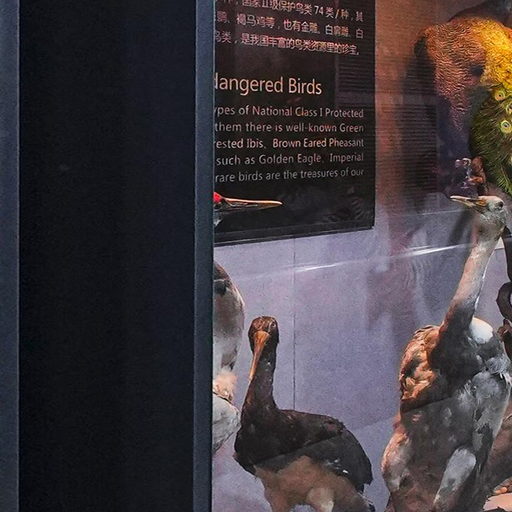 国家Ⅱ级保护鸟类 74 类/种，其
鹮、褐马鸡等，也有金雕、白肩雕、白
鸟类，是我国丰富的鸟类资源里的珍宝。
dangered Birds
ypes of National Class I Protected
them there is well-known Green
rested Ibis, Brown Eared Pheasant
such as Golden Eagle, Imperial
rare birds are the treasures of our